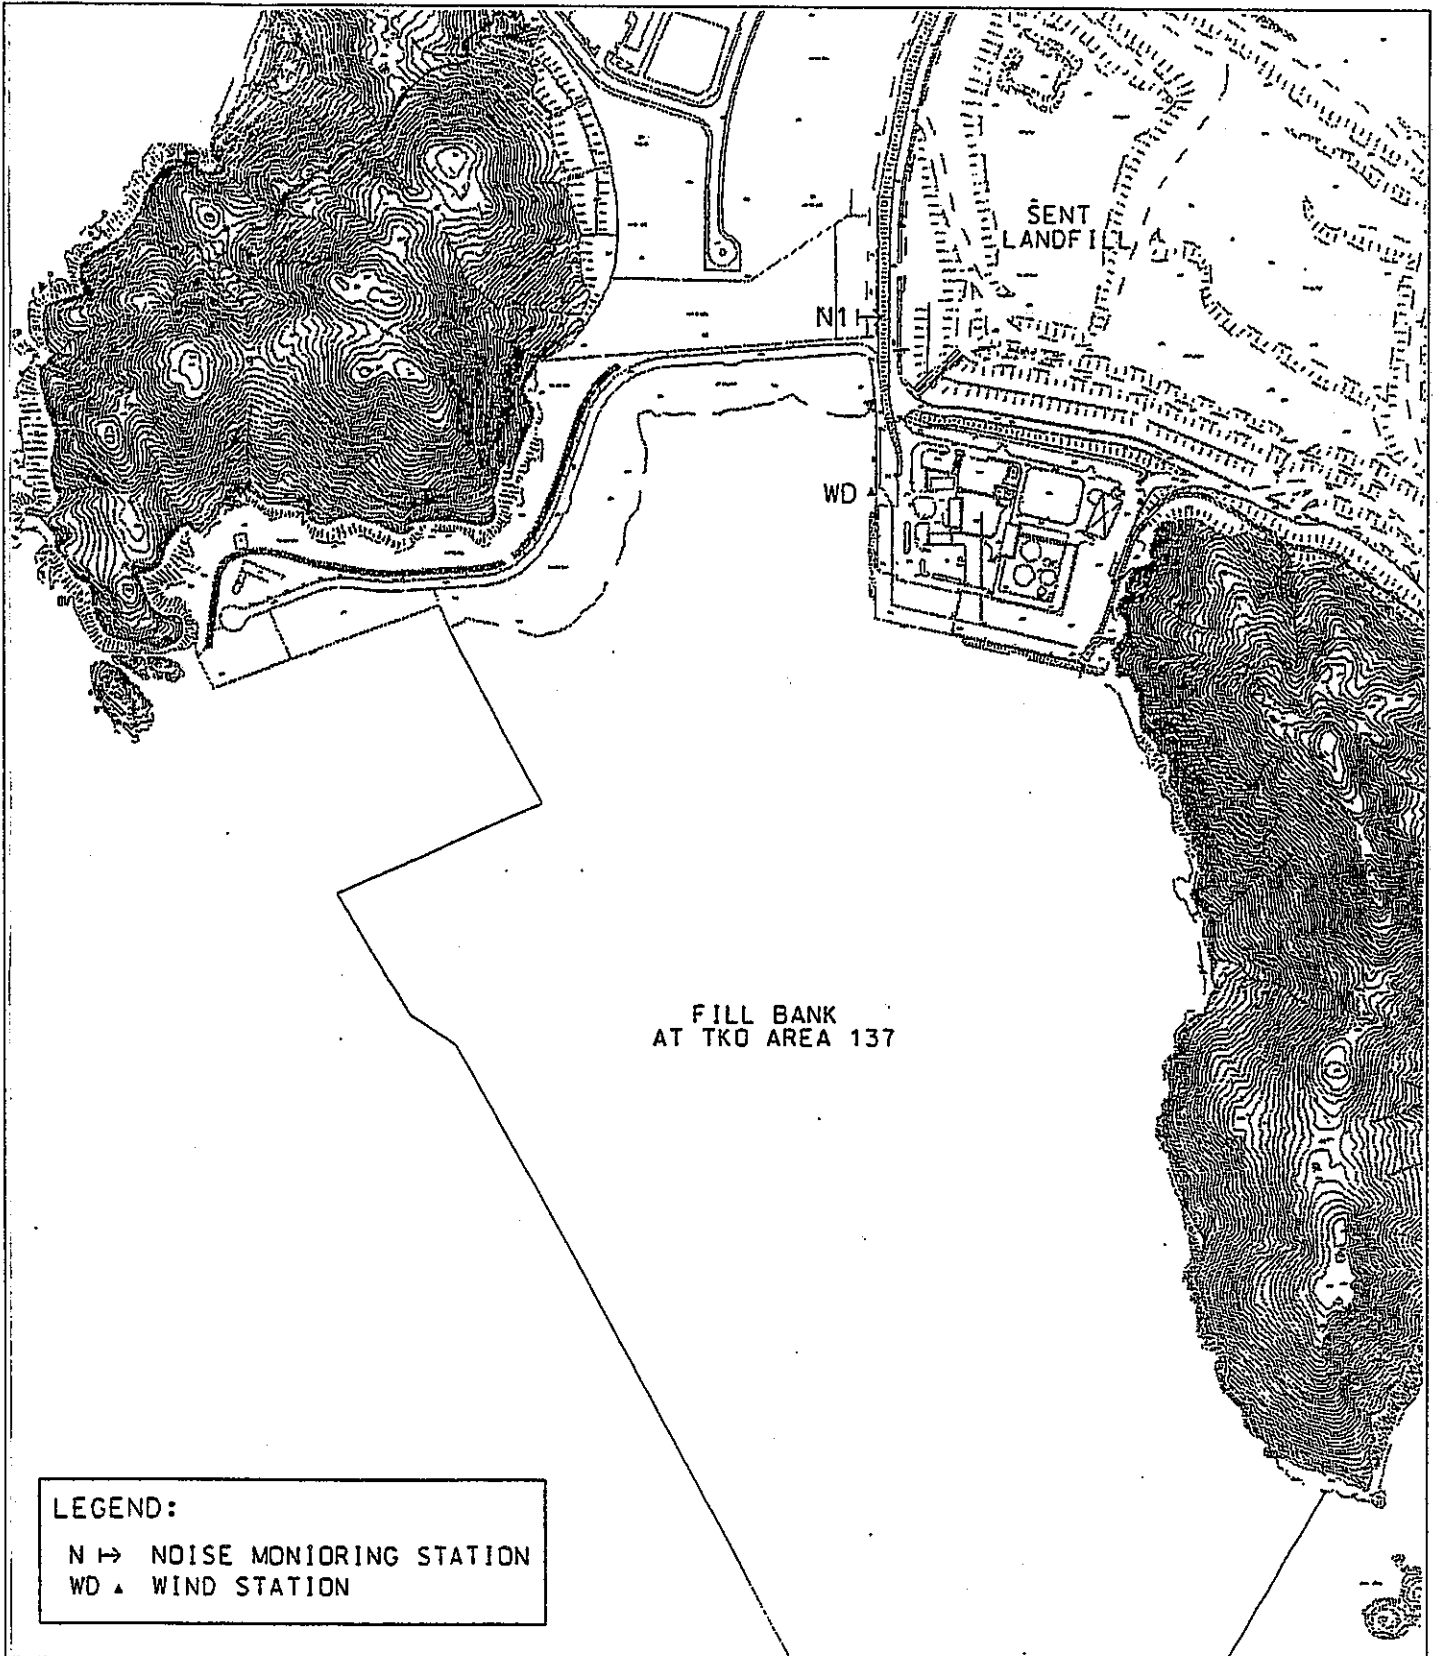 SENT
LANDFILL
N1
WD
FILL BANK
AT TKO AREA 137
LEGEND:
N NOISE MONIORING STATION
WD ▲ WIND STATION